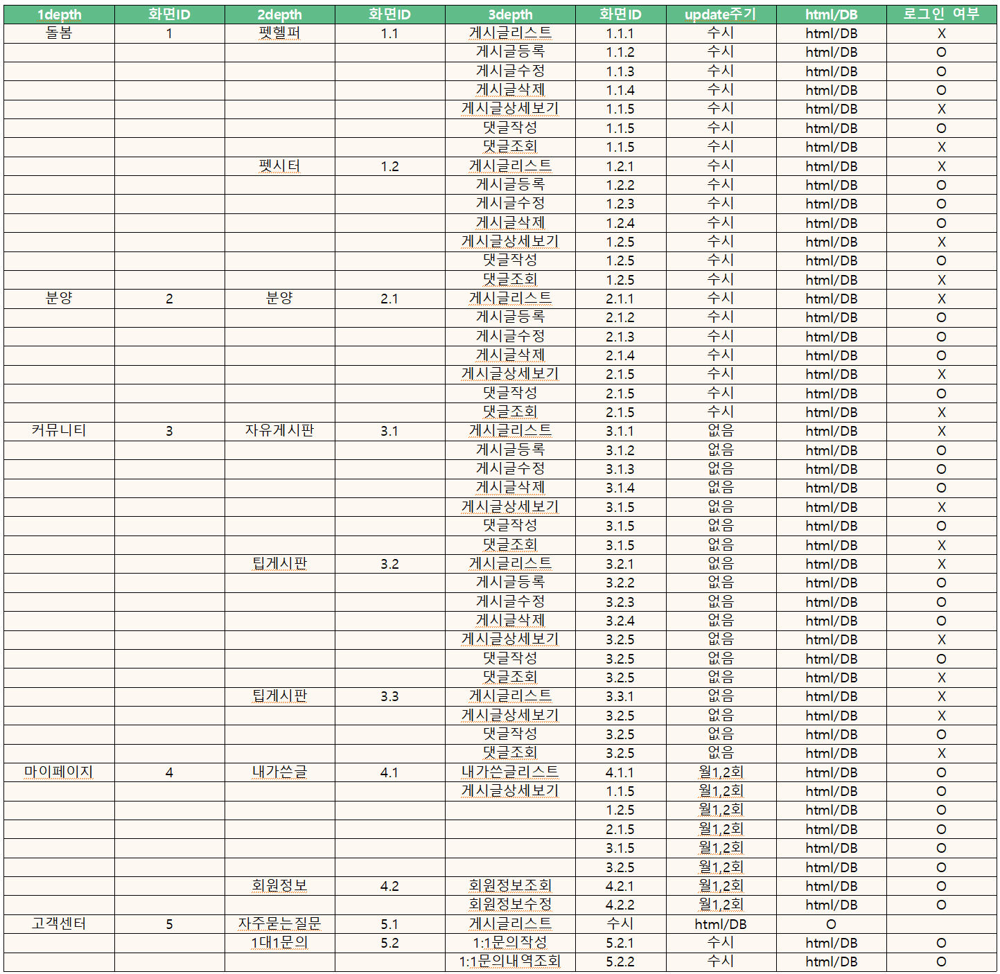 1depth 화면ID 2depth 화면ID 3depth 화면ID update주기 html/DB 로그인 여부
돌봄 1 펫헬퍼 1.1 게시글리스트 1.1.1 수시 html/DB X
게시글등록 1.1.2 수시 html/DB O
게시글수정 1.1.3 수시 html/DB O
게시글삭제 1.1.4 수시 html/DB O
게시글상세보기 1.1.5 수시 html/DB X
댓글작성 1.1.5 수시 html/DB O
댓글조회 1.1.5 수시 html/DB X
펫시터 1.2 게시글리스트 1.2.1 수시 html/DB X
게시글등록 1.2.2 수시 html/DB O
게시글수정 1.2.3 수시 html/DB O
게시글삭제 1.2.4 수시 html/DB O
게시글상세보기 1.2.5 수시 html/DB X
댓글작성 1.2.5 수시 html/DB O
댓글조회 1.2.5 수시 html/DB X
분양 2 분양 2.1 게시글리스트 2.1.1 수시 html/DB X
게시글등록 2.1.2 수시 html/DB O
게시글수정 2.1.3 수시 html/DB O
게시글삭제 2.1.4 수시 html/DB O
게시글상세보기 2.1.5 수시 html/DB X
댓글작성 2.1.5 수시 html/DB O
댓글조회 2.1.5 수시 html/DB X
커뮤니티 3 자유게시판 3.1 게시글리스트 3.1.1 없음 html/DB X
게시글등록 3.1.2 없음 html/DB O
게시글수정 3.1.3 없음 html/DB O
게시글삭제 3.1.4 없음 html/DB O
게시글상세보기 3.1.5 없음 html/DB X
댓글작성 3.1.5 없음 html/DB O
댓글조회 3.1.5 없음 html/DB X
팁게시판 3.2 게시글리스트 3.2.1 없음 html/DB X
게시글등록 3.2.2 없음 html/DB O
게시글수정 3.2.3 없음 html/DB O
게시글삭제 3.2.4 없음 html/DB O
게시글상세보기 3.2.5 없음 html/DB X
댓글작성 3.2.5 없음 html/DB O
댓글조회 3.2.5 없음 html/DB X
팁게시판 3.3 게시글리스트 3.3.1 없음 html/DB X
게시글상세보기 3.2.5 없음 html/DB X
댓글작성 3.2.5 없음 html/DB O
댓글조회 3.2.5 없음 html/DB X
마이페이지 4 내가쓴글 4.1 내가쓴글리스트 4.1.1 월1,2회 html/DB O
게시글상세보기 1.1.5 월1,2회 html/DB O
1.2.5 월1,2회 html/DB O
2.1.5 월1,2회 html/DB O
3.1.5 월1,2회 html/DB O
3.2.5 월1,2회 html/DB O
회원정보 4.2 회원정보조회 4.2.1 월1,2회 html/DB O
회원정보수정 4.2.2 월1,2회 html/DB O
고객센터 5 자주묻는질문 5.1 게시글리스트 수시 html/DB O
1대1문의 5.2 1:1문의작성 5.2.1 수시 html/DB O
1:1문의내역조회 5.2.2 수시 html/DB O